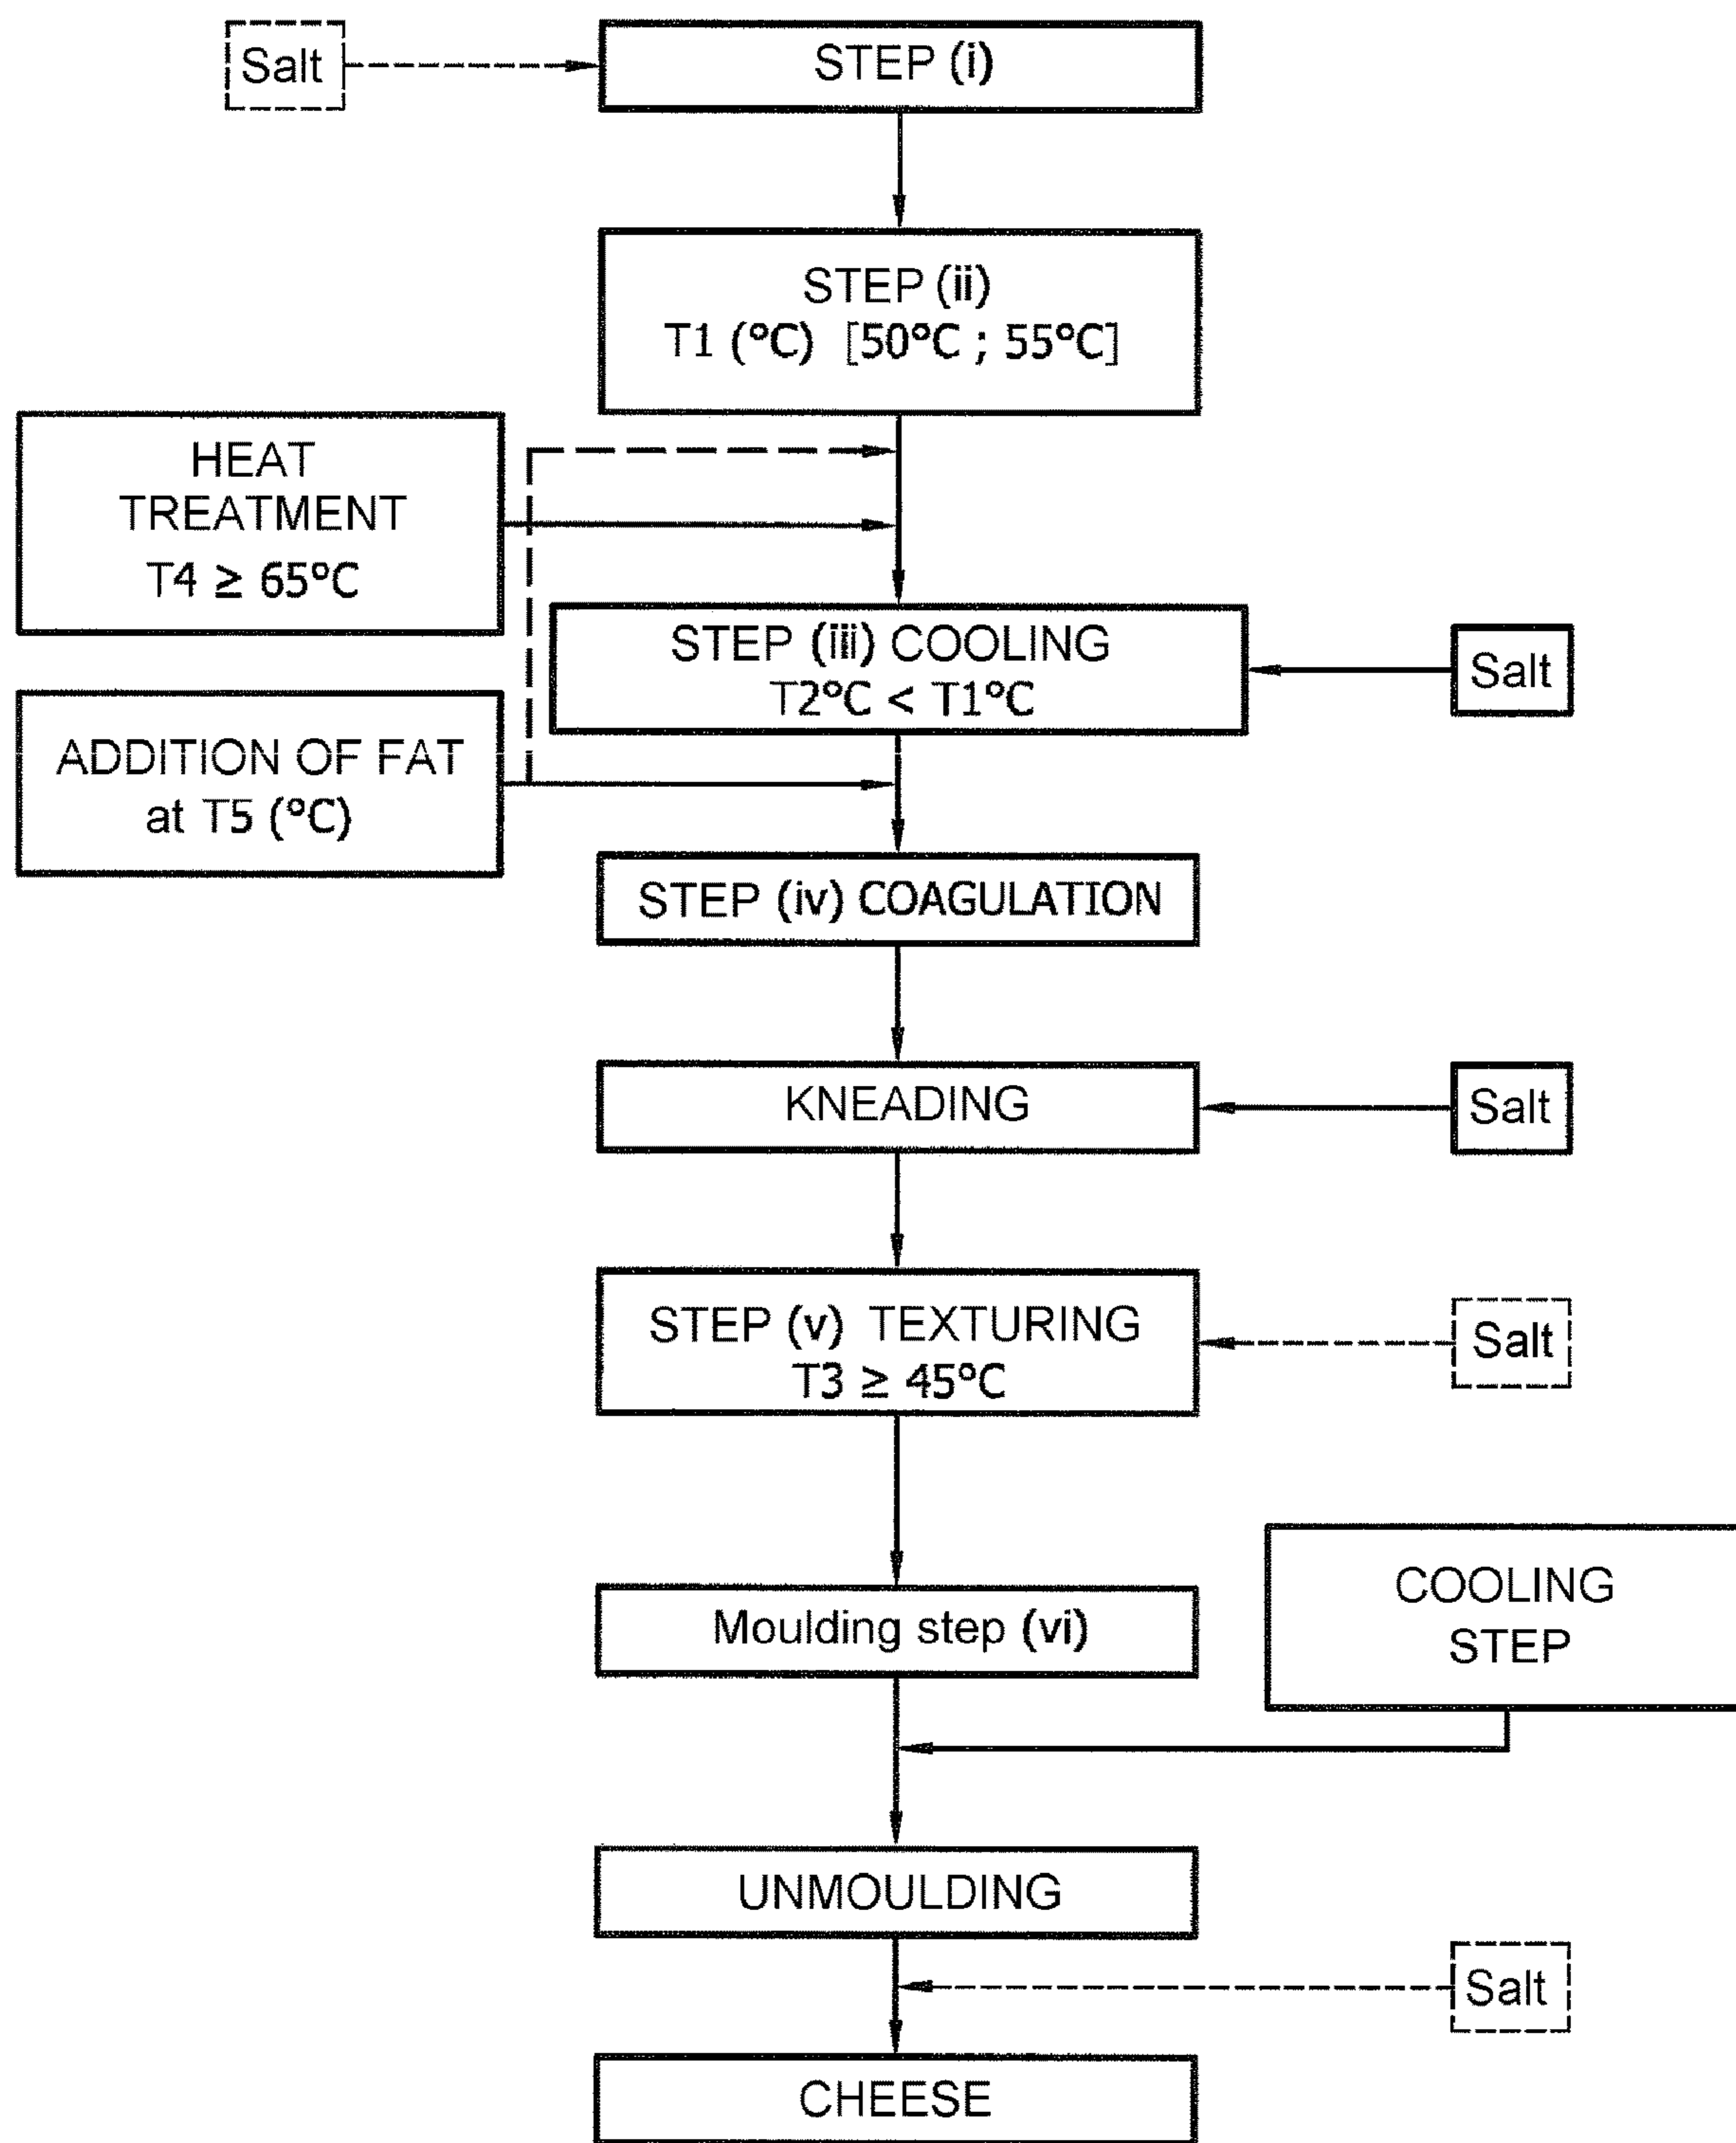 Salt
STEP (i)
STEP (ii)
T1 (°C) [50°C ; 55°C]
HEAT
TREATMENT
T4 ≥ 65°C
STEP (iii) COOLING
T2°C < T1°C
Salt
ADDITION OF FAT
at T5 (°C)
STEP (iv) COAGULATION
KNEADING
Salt
STEP (v) TEXTURING
T3 ≥ 45°C
Salt
COOLING
STEP
Moulding step (vi)
UNMOULDING
Salt
CHEESE